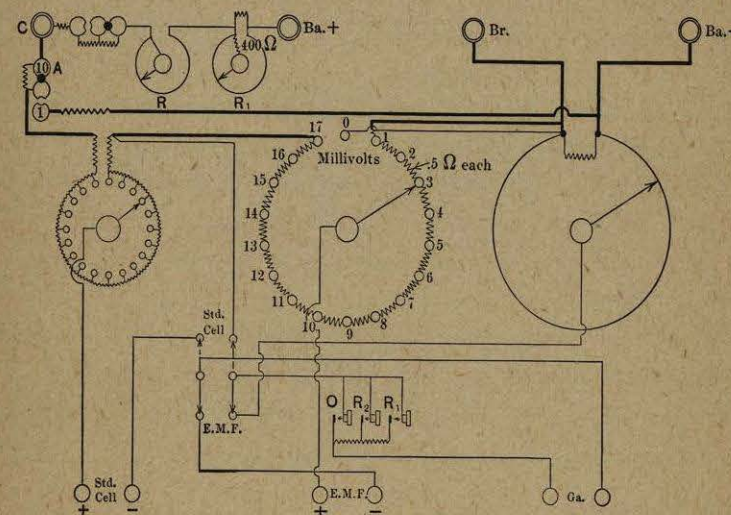 C
Ba.+
400 Ω
Br.
Ba.-
10 A
R
R1
1
17
0
1
16
Millivolts
2
.5 Ω each
15
3
14
4
13
5
12
6
11
7
10
9
8
Std.
Cell
O
R2
R1
E.M.F.
Std.
Cell
+
-
E.M.F.
+
-
Ga.